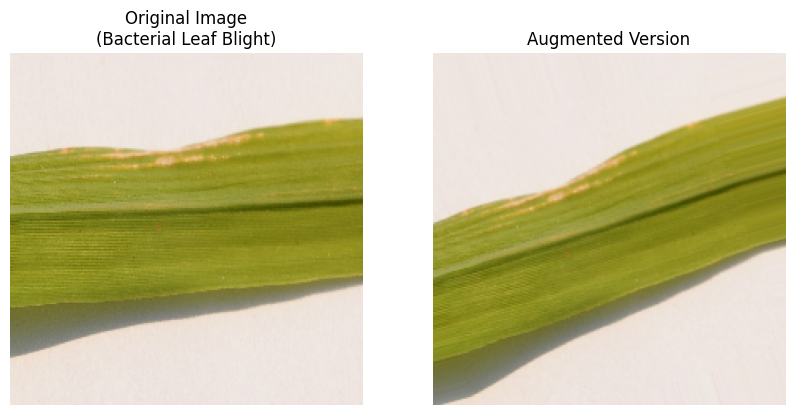 Original Image
(Bacterial Leaf Blight)
Augmented Version